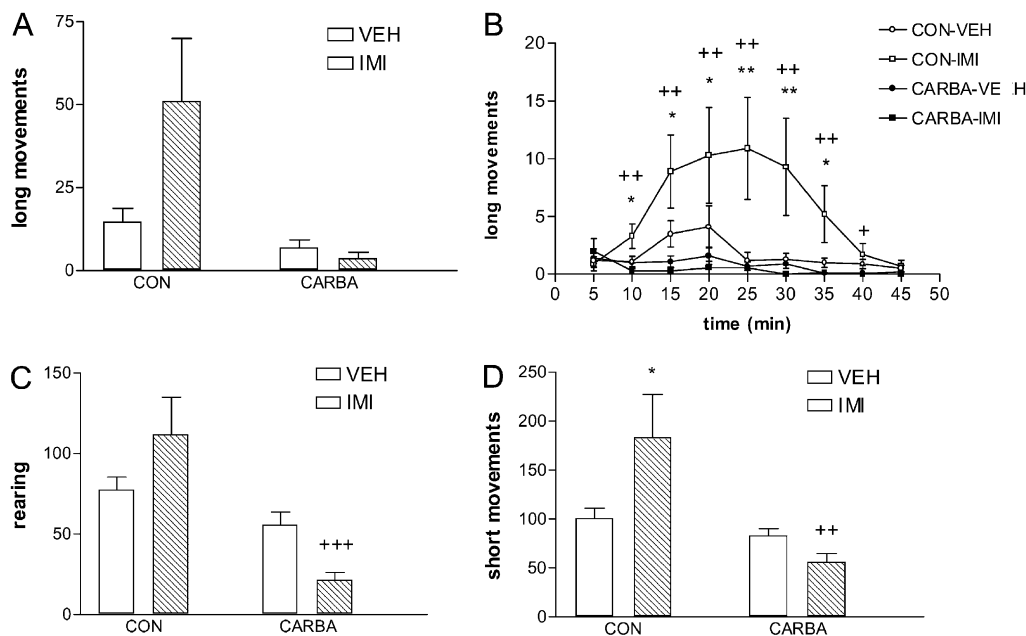 A
long movements
75
50
25
0
VEH
IMI
CON
CARBA
B
long movements
20
15
10
5
0
CON-VEH
CON-IMI
CARBA-VE H
CARBA-IMI
++
++
++
++
++
++
+
*
*
*
**
**
*
0 5 10 15 20 25 30 35 40 45 50
time (min)
C
rearing
150
100
50
0
VEH
IMI
+++
CON
CARBA
D
short movements
250
200
150
100
50
0
VEH
IMI
*
++
CON
CARBA